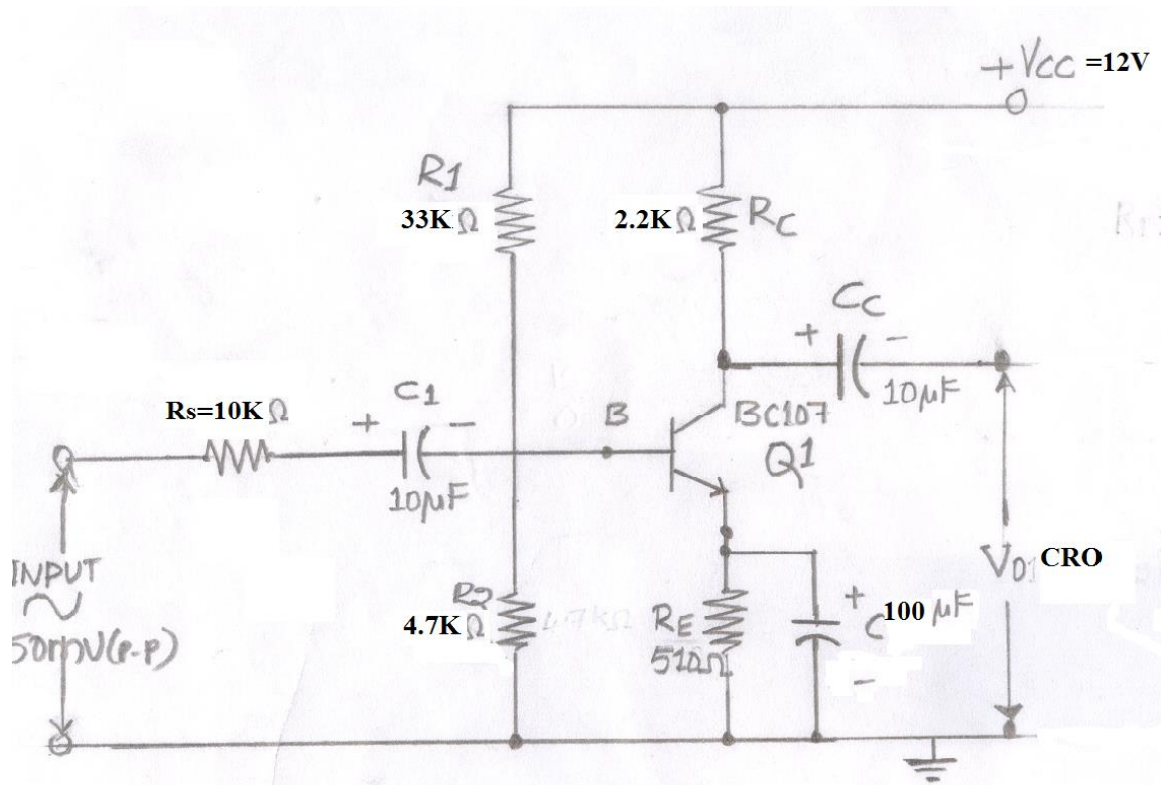 +VCC =12V
R1
33KΩ
2.2KΩ RC
CC
+ -
10µF
Rs=10KΩ
C1
+ -
10µF
B
BC107
Q1
INPUT
50mV(P-P)
R2
4.7KΩ
4.7kΩ
RE
510Ω
+
C 100 µF
-
V01 CRO